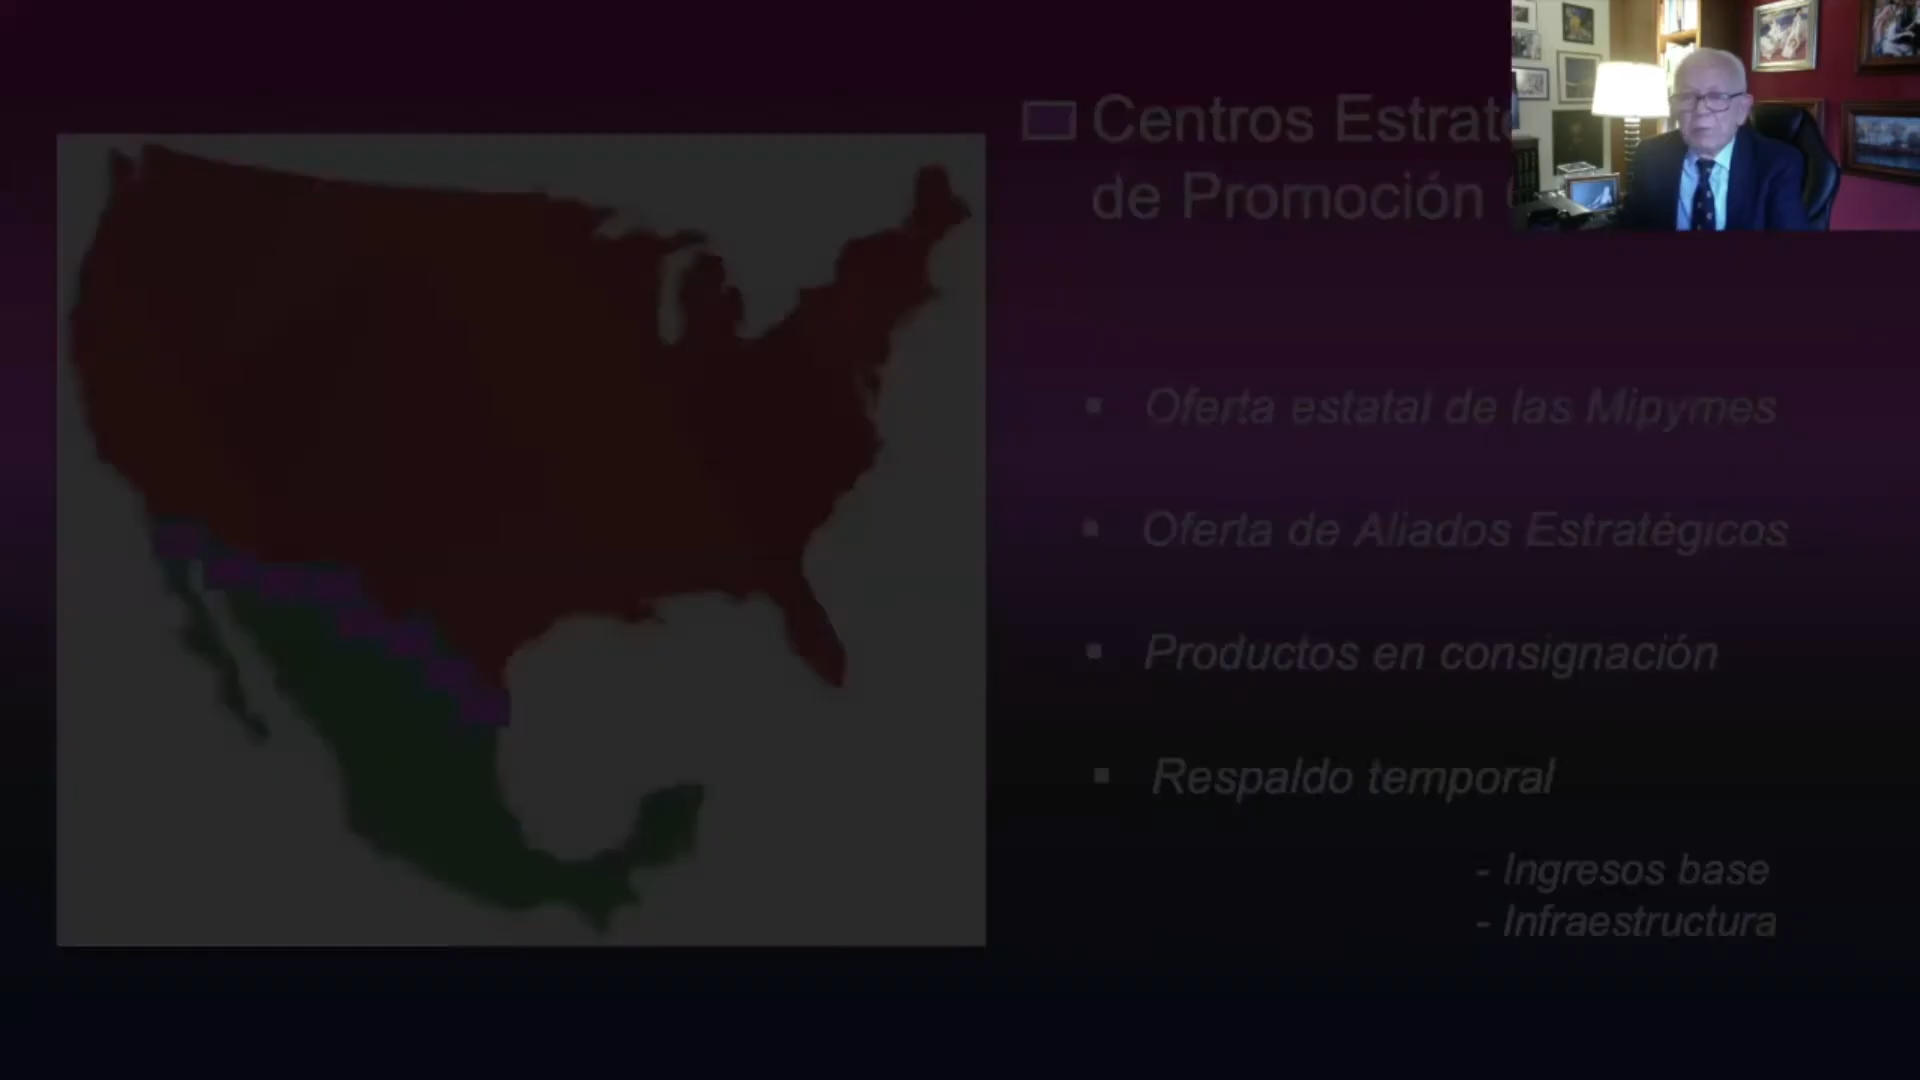 Centros
de Promoción
Oferta estatal de las Mipymes
Oferta de Aliados Estratégicos
Productos en consignación
Respaldo temporal
- Ingresos base
- Infraestructura